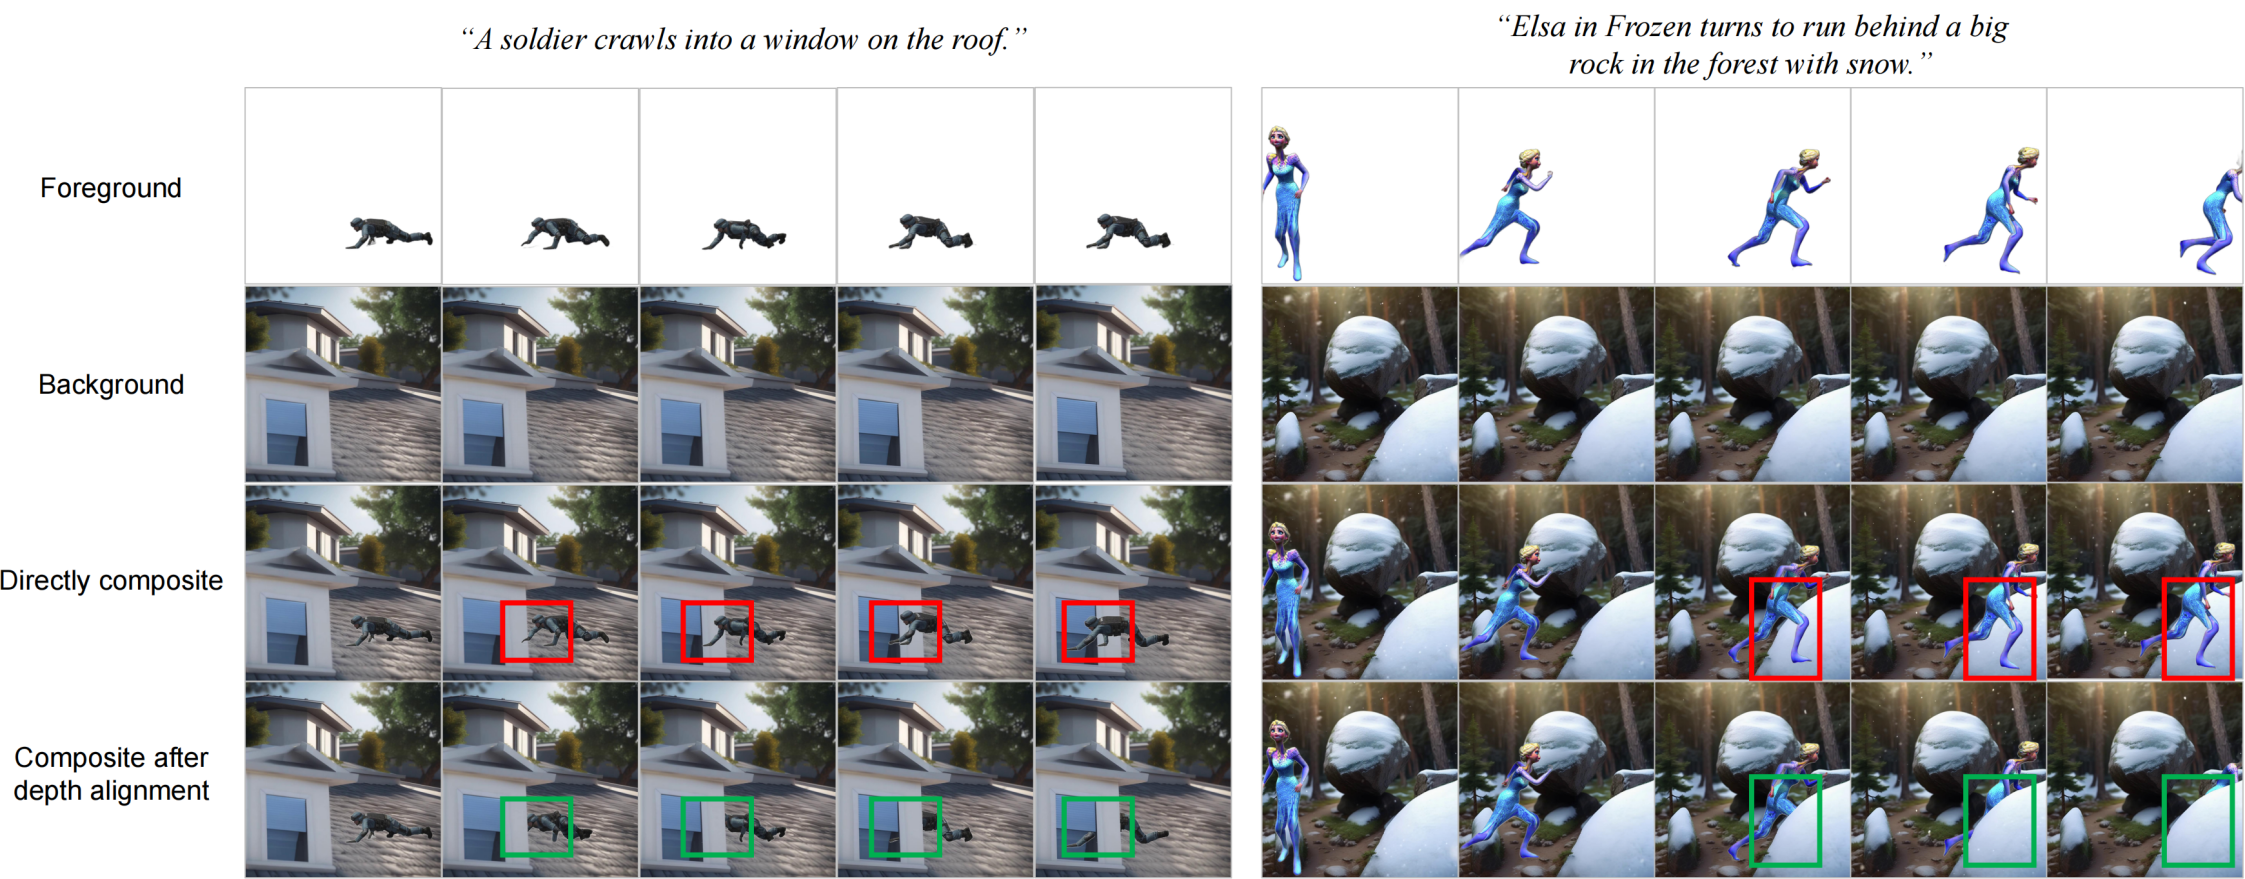 “A soldier crawls into a window on the roof.”
“Elsa in Frozen turns to run behind a big
rock in the forest with snow.”
Foreground
Background
Directly composite
Composite after
depth alignment